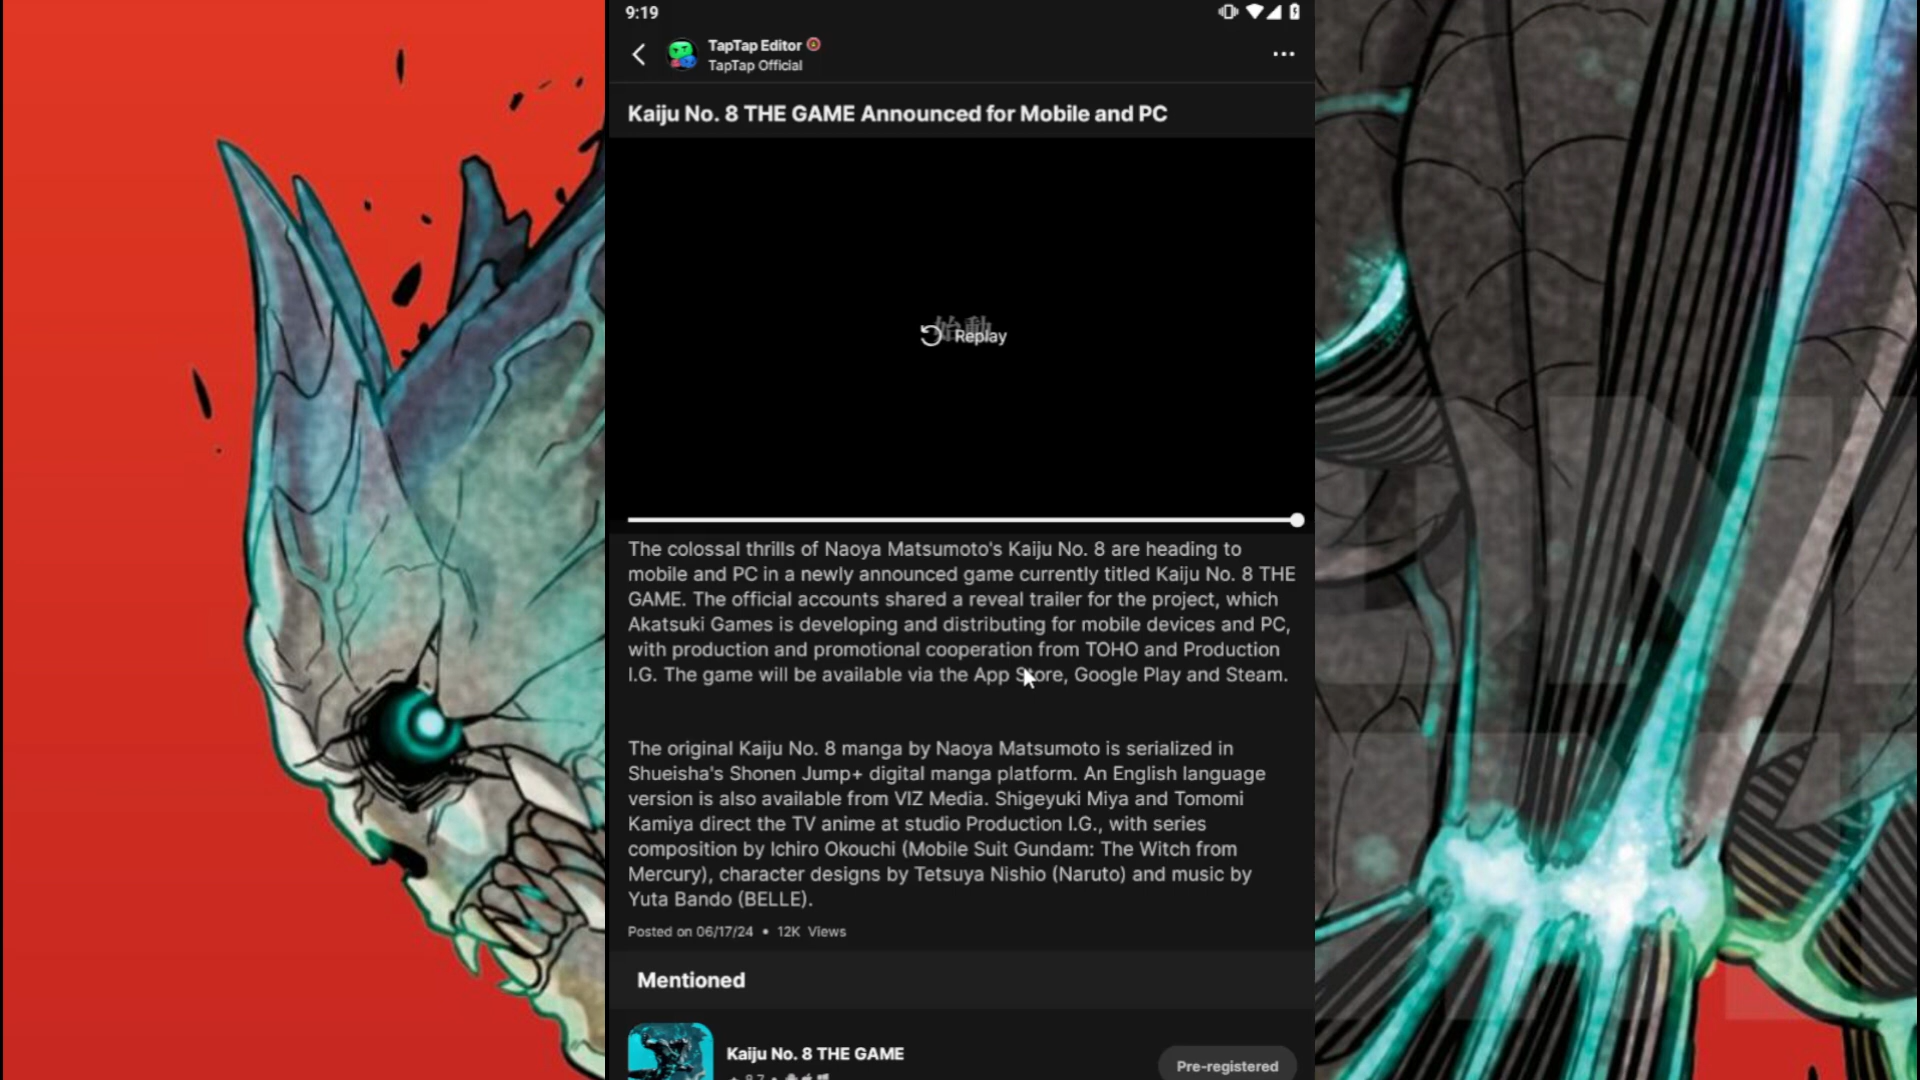 9:19
TapTap Editor
TapTap Official
Kaiju No. 8 THE GAME Announced for Mobile and PC
始動
Replay
The colossal thrills of Naoya Matsumoto's Kaiju No. 8 are heading to
mobile and PC in a newly announced game currently titled Kaiju No. 8 THE
GAME. The official accounts shared a reveal trailer for the project, which
Akatsuki Games is developing and distributing for mobile devices and PC,
with production and promotional cooperation from TOHO and Production
I.G. The game will be available via the App Store, Google Play and Steam.
The original Kaiju No. 8 manga by Naoya Matsumoto is serialized in
Shueisha's Shonen Jump+ digital manga platform. An English language
version is also available from VIZ Media. Shigeyuki Miya and Tomomi
Kamiya direct the TV anime at studio Production I.G., with series
composition by Ichiro Okouchi (Mobile Suit Gundam: The Witch from
Mercury), character designs by Tetsuya Nishio (Naruto) and music by
Yuta Bando (BELLE).
Posted on 06/17/24 • 12K Views
Mentioned
Kaiju No. 8 THE GAME
Pre-registered